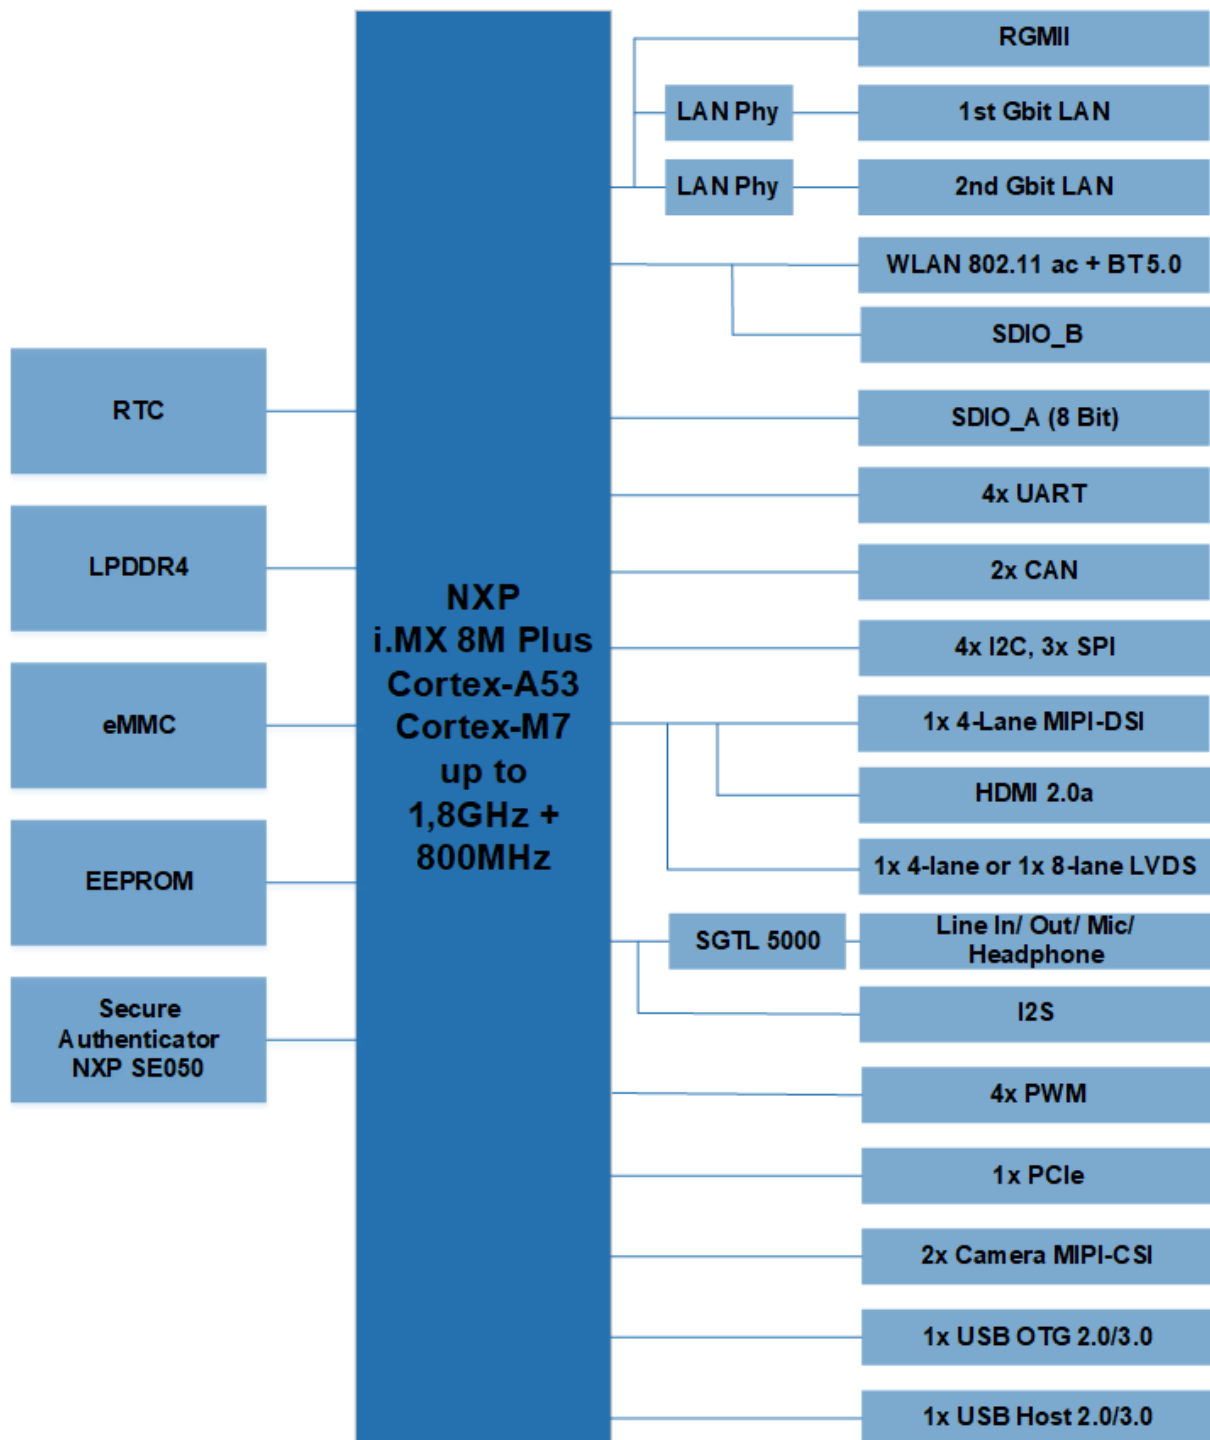 RTC
LPDDR4
eMMC
EEPROM
Secure
Authenticator
NXP SE050
NXP
i.MX 8M Plus
Cortex-A53
Cortex-M7
up to
1,8GHz +
800MHz
RGMII
LAN Phy
1st Gbit LAN
LAN Phy
2nd Gbit LAN
WLAN 802.11 ac + BT5.0
SDIO_B
SDIO_A (8 Bit)
4x UART
2x CAN
4x I2C, 3x SPI
1x 4-Lane MIPI-DSI
HDMI 2.0a
1x 4-lane or 1x 8-lane LVDS
SGTL 5000
Line In/ Out/ Mic/
Headphone
I2S
4x PWM
1x PCIe
2x Camera MIPI-CSI
1x USB OTG 2.0/3.0
1x USB Host 2.0/3.0